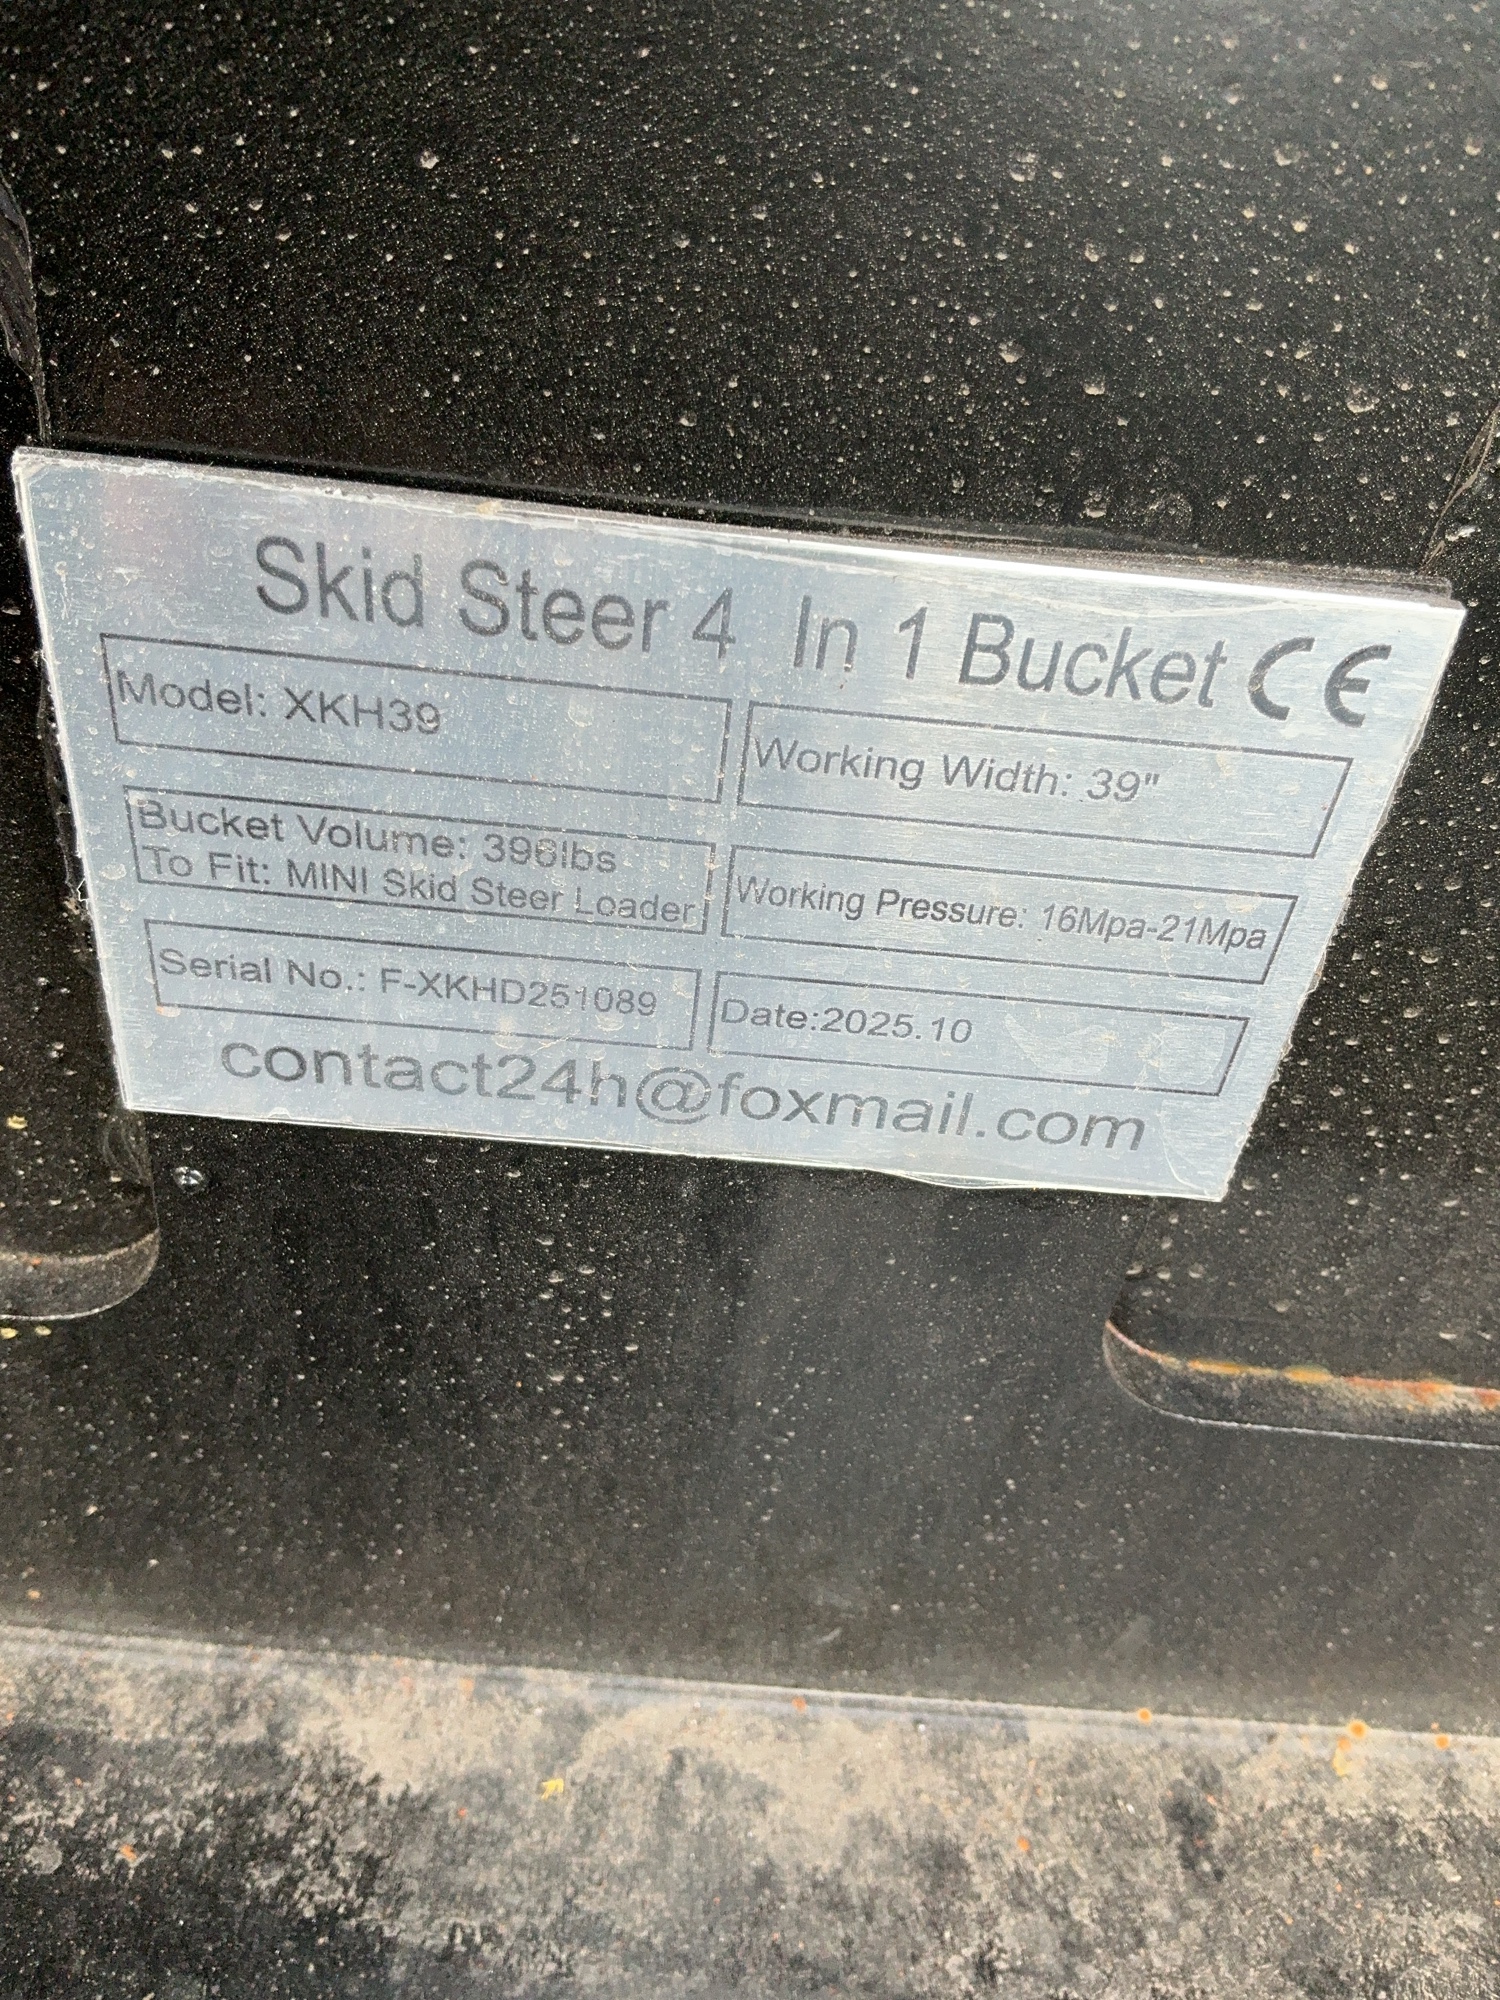 Skid Steer 4 In 1 Bucket CE
Model: XKH39
Working Width: 39"
Bucket Volume: 396lbs
To Fit: MINI Skid Steer Loader
Working Pressure: 16Mpa-21Mpa
Serial No.: F-XKHD251089
Date:2025.10
contact24h@foxmail.com